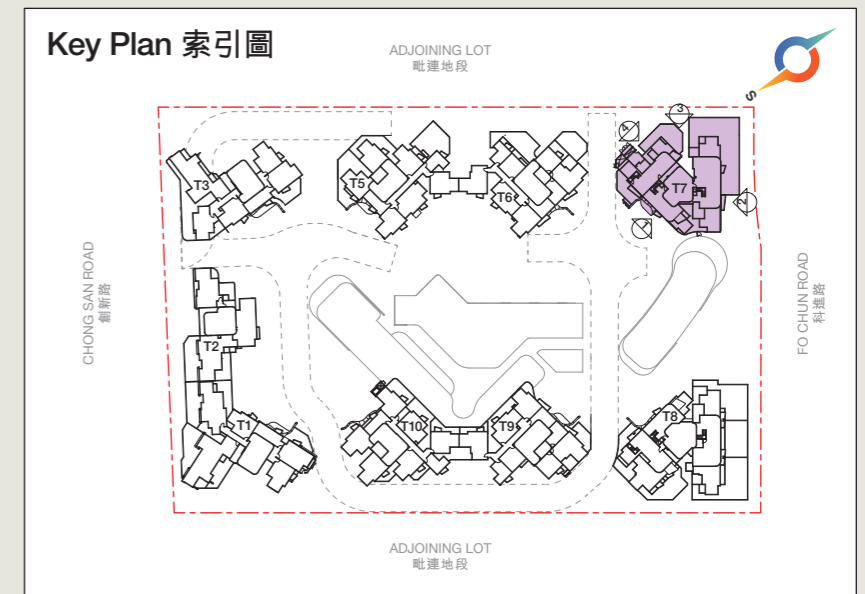 Key Plan 索引圖
ADJOINING LOT
毗連地段
S
3
4
T3
T5
T6
T7
2
1
CHONG SAN ROAD
創新路
FO CHUN ROAD
科進路
T2
T1
T10
T9
T8
ADJOINING LOT
毗連地段